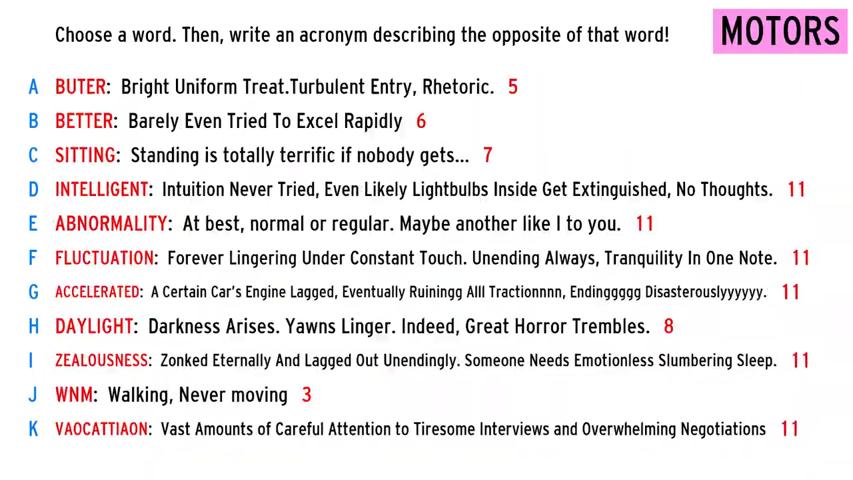 Choose a word. Then, write an acronym describing the opposite of that word!
MOTORS
A BUTER: Bright Uniform Treat.Turbulent Entry, Rhetoric. 5
B BETTER: Barely Even Tried To Excel Rapidly 6
C SITTING: Standing is totally terrific if nobody gets... 7
D INTELLIGENT: Intuition Never Tried, Even Likely Lightbulbs Inside Get Extinguished, No Thoughts. 11
E ABNORMALITY: At best, normal or regular. Maybe another like I to you. 11
F FLUCTUATION: Forever Lingering Under Constant Touch. Unending Always, Tranquility In One Note. 11
G ACCELERATED: A Certain Car's Engine Lagged, Eventually Ruiningg Alll Tractionnnn, Endinggggg Disasterouslyyyyyy. 11
H DAYLIGHT: Darkness Arises. Yawns Linger. Indeed, Great Horror Trembles. 8
I ZEALOUSNESS: Zonked Eternally And Lagged Out Unendingly. Someone Needs Emotionless Slumbering Sleep. 11
J WNM: Walking, Never moving 3
K VAOCATTIAON: Vast Amounts of Careful Attention to Tiresome Interviews and Overwhelming Negotiations 11